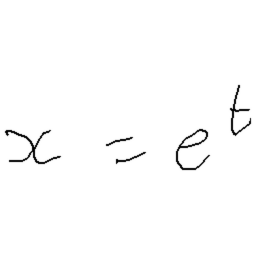 x = e^t